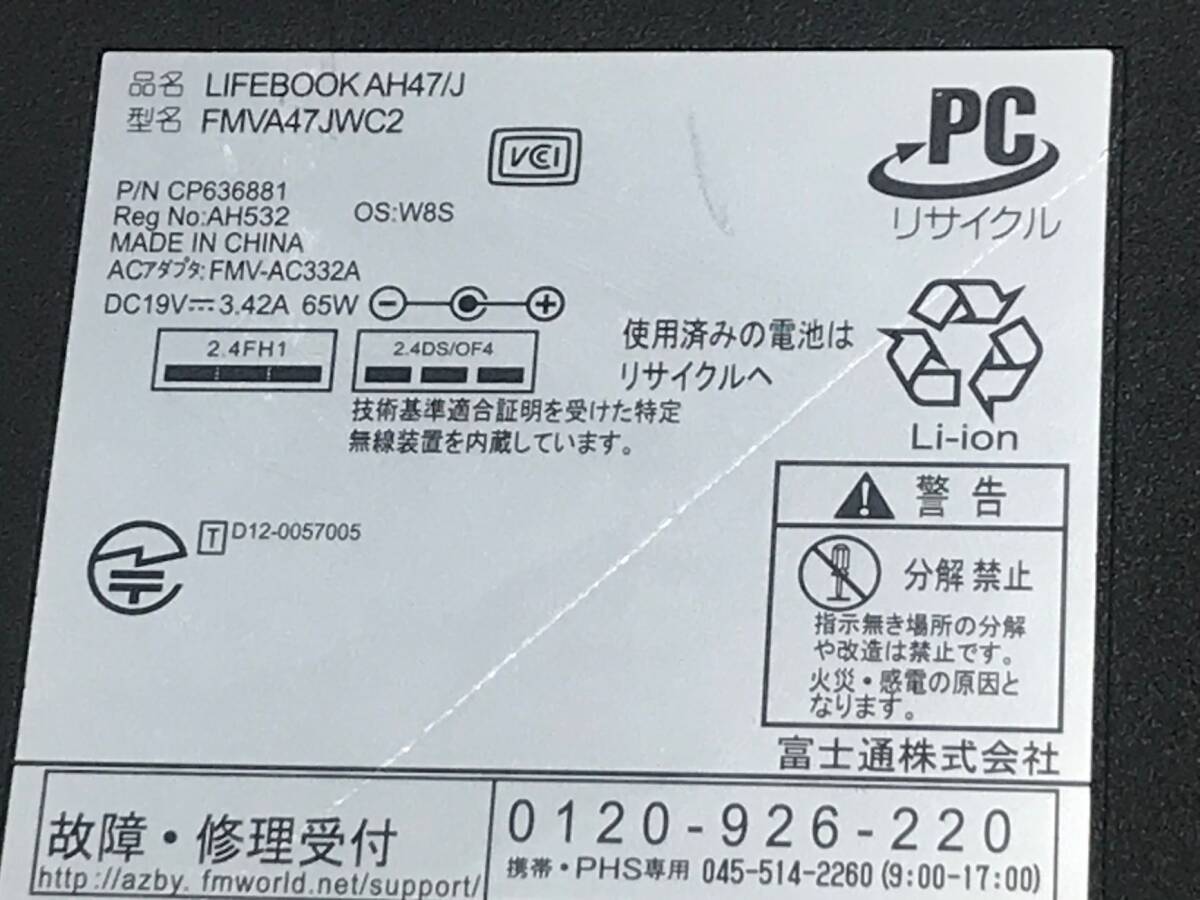 品名 LIFEBOOK AH47/J
型名 FMVA47JWC2
VCCI
P/N CP636881
Reg No:AH532
OS:W8S
MADE IN CHINA
ACアダプタ:FMV-AC332A
DC19V⎓3.42A 65W
2.4FH1
2.4DS/OF4
技術基準適合証明を受けた特定
無線装置を内蔵しています。
T D12-0057005
PC
リサイクル
使用済みの電池は
リサイクルへ
Li-ion
警告
分解禁止
指示無き場所の分解
や改造は禁止です。
火災・感電の原因と
なります。
富士通株式会社
故障・修理受付
http://azby.fmworld.net/support/
0120-926-220
携帯・PHS専用 045-514-2260(9:00-17:00)